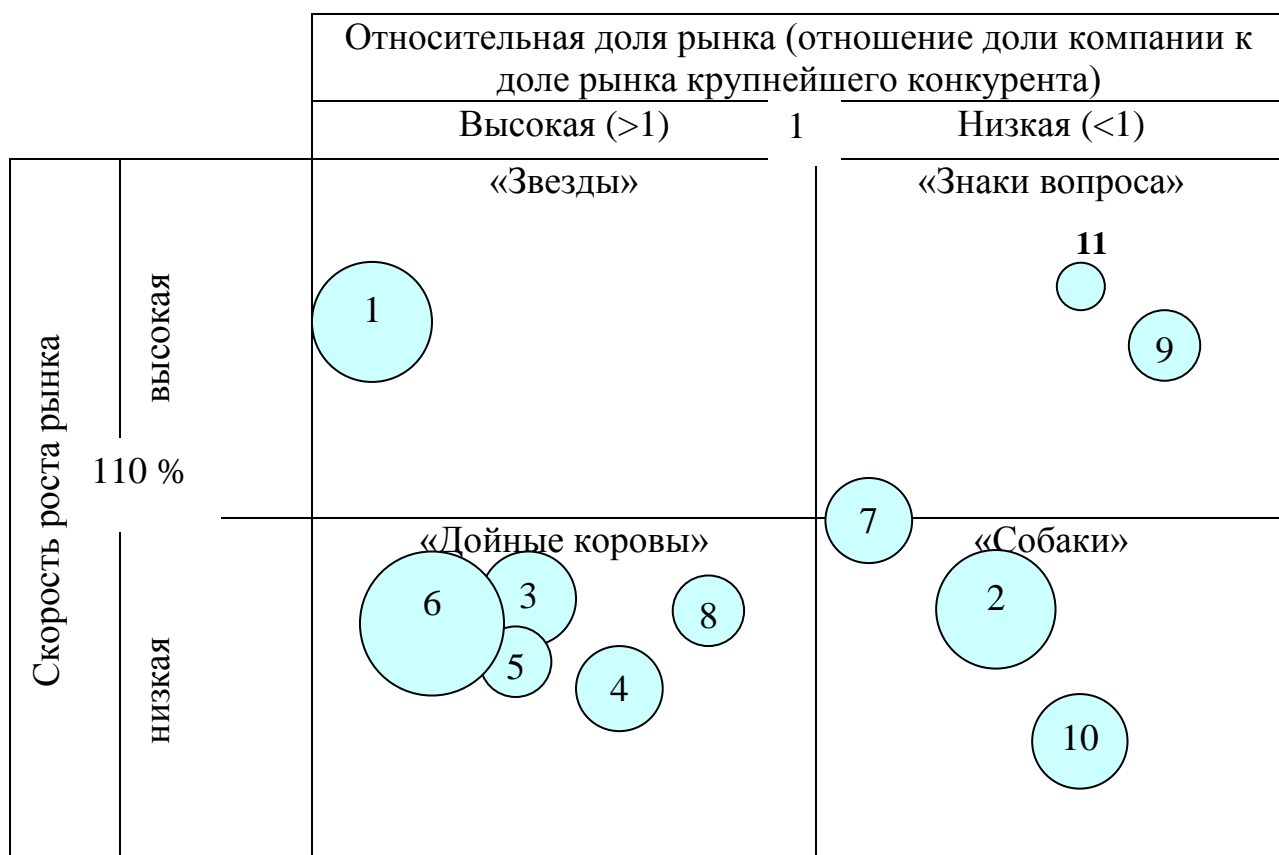 Относительная доля рынка (отношение доли компании к
доле рынка крупнейшего конкурента)
Высокая (>1) 1 Низкая (<1)
Скорость роста рынка
высокая
110 %
низкая
«Звезды»
1
«Знаки вопроса»
11
9
7
«Дойные коровы»
6
3
5
4
8
«Собаки»
2
10